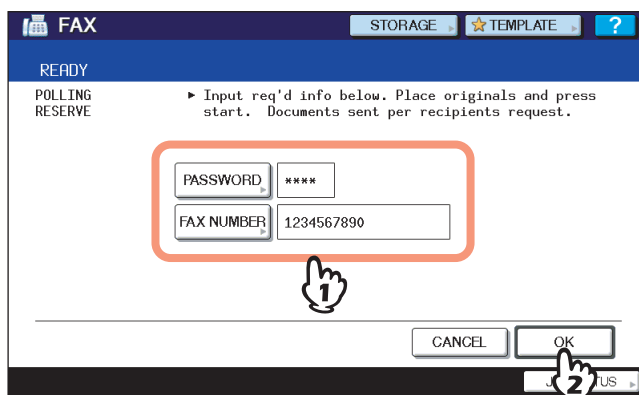 FAX
STORAGE
TEMPLATE
?
READY
POLLING
RESERVE
► Input req'd info below. Place originals and press
start. Documents sent per recipients request.
PASSWORD
****
FAX NUMBER
1234567890
1
CANCEL
OK
2